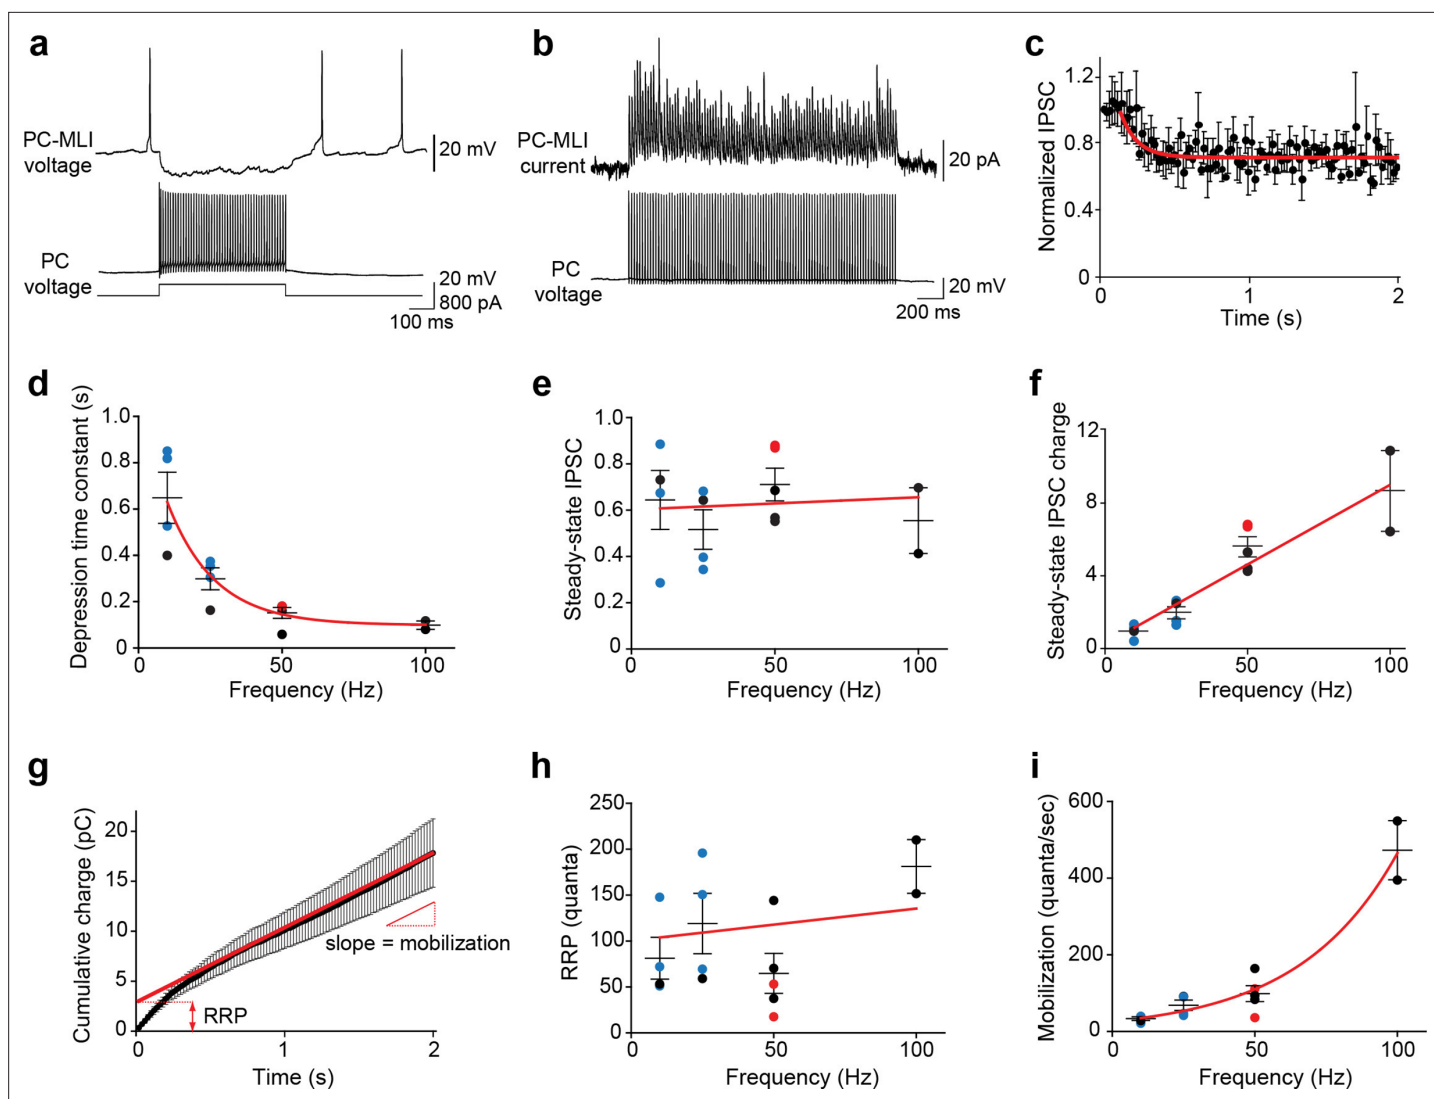 a
PC-MLI
voltage
20 mV
PC
voltage
20 mV
800 pA
100 ms
b
PC-MLI
current
20 pA
PC
voltage
20 mV
200 ms
c
Normalized IPSC
1.2
0.8
0.4
0
0 1 2
Time (s)
d
Depression time constant (s)
1.0
0.8
0.6
0.4
0.2
0
0 50 100
Frequency (Hz)
e
Steady-state IPSC
1.0
0.8
0.6
0.4
0.2
0
0 50 100
Frequency (Hz)
f
Steady-state IPSC charge
12
8
4
0
0 50 100
Frequency (Hz)
g
Cumulative charge (pC)
20
15
10
5
0
slope = mobilization
RRP
0 1 2
Time (s)
h
RRP (quanta)
250
200
150
100
50
0
0 50 100
Frequency (Hz)
i
Mobilization (quanta/sec)
600
400
200
0
0 50 100
Frequency (Hz)